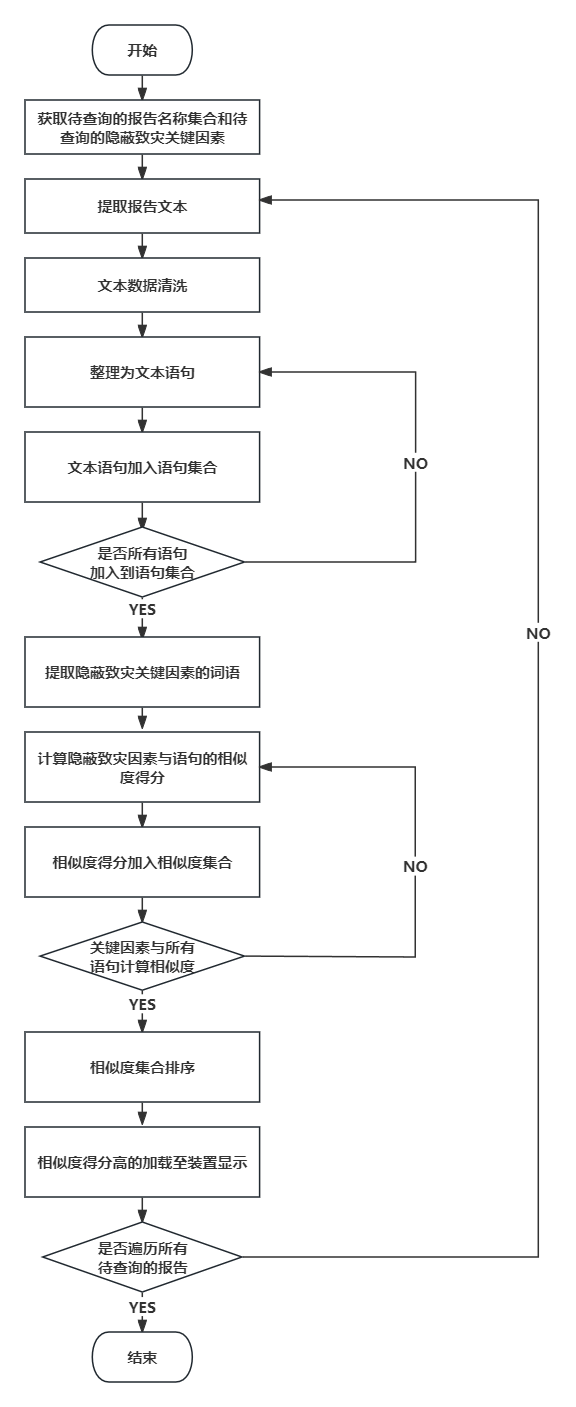 开始
获取待查询的报告名称集合和待
查询的隐蔽致灾关键因素
提取报告文本
文本数据清洗
整理为文本语句
文本语句加入语句集合
NO
是否所有语句
加入到语句集合
YES
NO
提取隐蔽致灾关键因素的词语
计算隐蔽致灾因素与语句的相似
度得分
相似度得分加入相似度集合
NO
关键因素与所有
语句计算相似度
YES
相似度集合排序
相似度得分高的加载至装置显示
是否遍历所有
待查询的报告
YES
结束